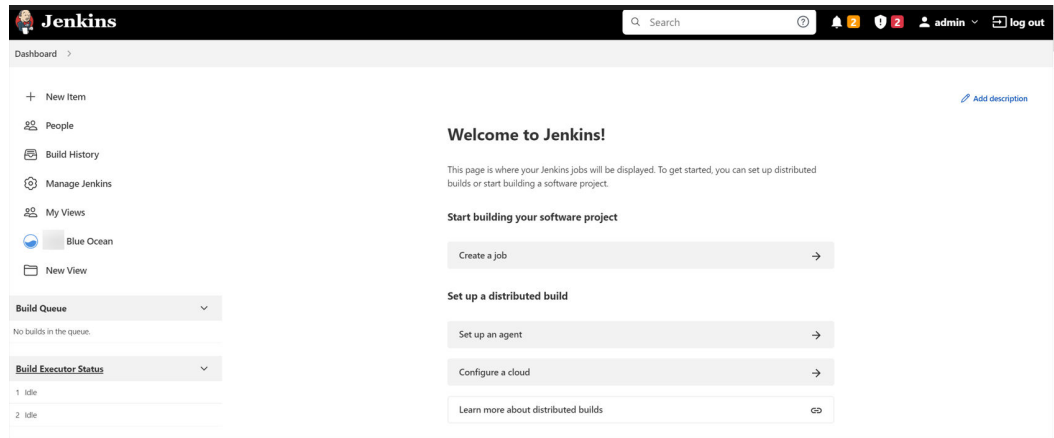 Jenkins
Search
2
2
admin
log out
Dashboard
New Item
People
Build History
Manage Jenkins
My Views
Blue Ocean
New View
Build Queue
No builds in the queue.
Build Executor Status
1 Idle
2 Idle
Add description
Welcome to Jenkins!
This page is where your Jenkins jobs will be displayed. To get started, you can set up distributed
builds or start building a software project.
Start building your software project
Create a job
Set up a distributed build
Set up an agent
Configure a cloud
Learn more about distributed builds